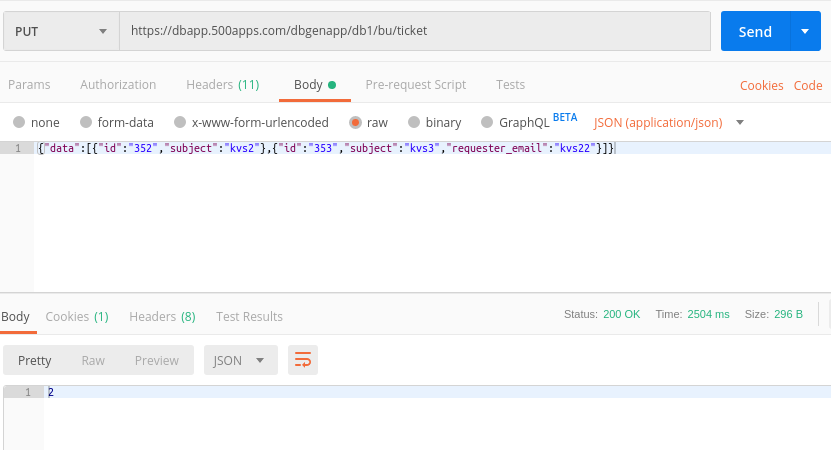 PUT https://dbapp.500apps.com/dbgenapp/db1/bu/ticket Send
Params Authorization Headers (11) Body Pre-request Script Tests Cookies Code
none form-data x-www-form-urlencoded raw binary GraphQL BETA JSON (application/json)
1 {"data":[{"id":"352","subject":"kvs2"},{"id":"353","subject":"kvs3","requester_email":"kvs22"}]}
Body Cookies (1) Headers (8) Test Results Status: 200 OK Time: 2504 ms Size: 296 B
Pretty Raw Preview JSON
1 2